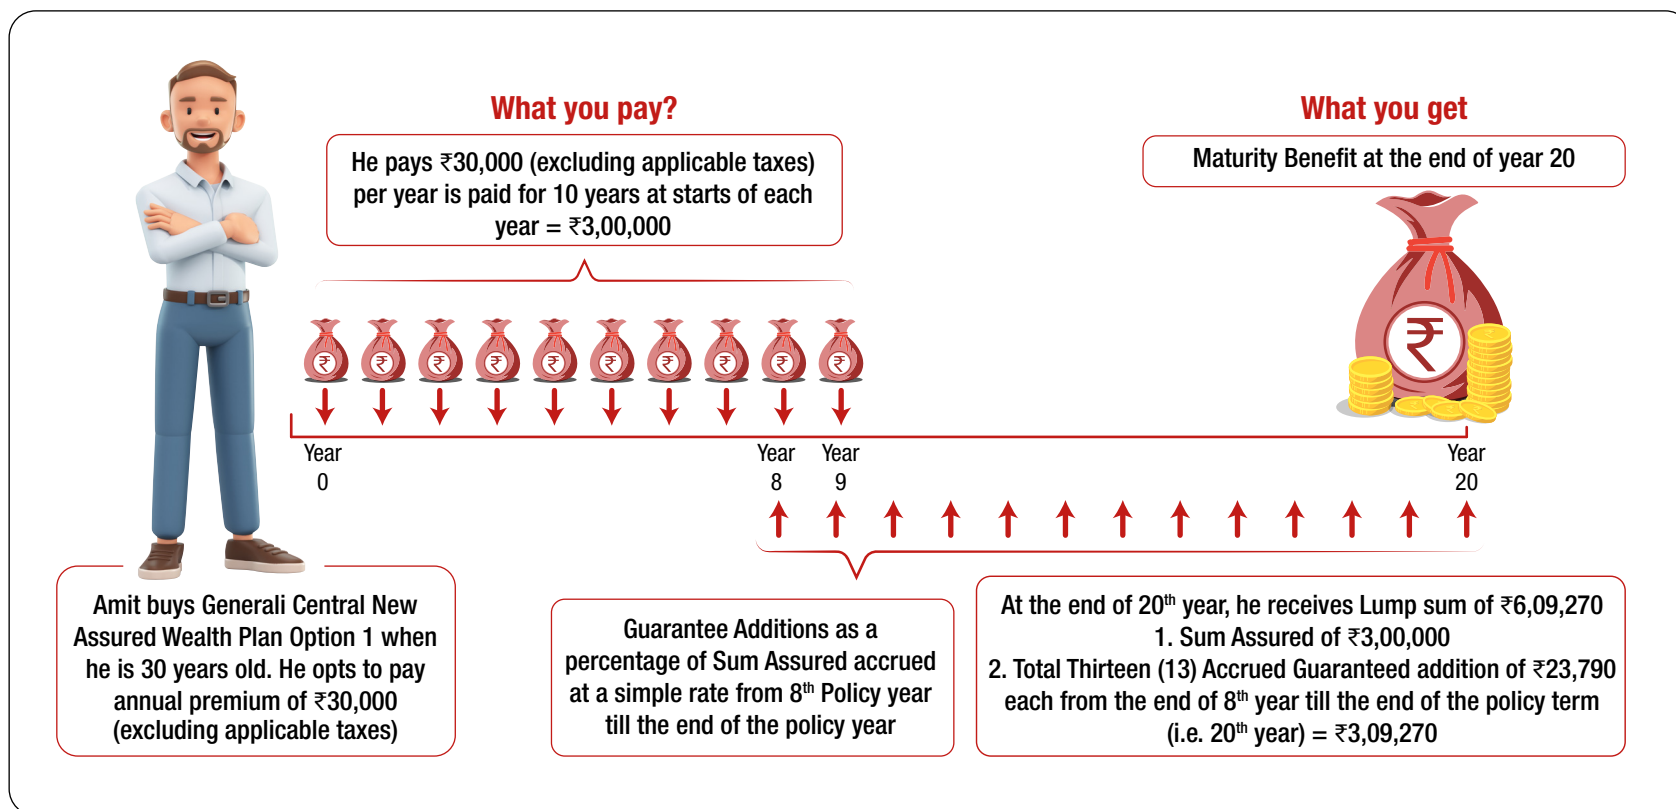 What you pay?
He pays ₹30,000 (excluding applicable taxes)
per year is paid for 10 years at starts of each
year = ₹3,00,000
What you get
Maturity Benefit at the end of year 20
₹
₹
₹
₹
₹
₹
₹
₹
₹
₹
₹
Year
0
Year
8
Year
9
Year
20
Amit buys Generali Central New
Assured Wealth Plan Option 1 when
he is 30 years old. He opts to pay
annual premium of ₹30,000
(excluding applicable taxes)
Guarantee Additions as a
percentage of Sum Assured accrued
at a simple rate from 8th Policy year
till the end of the policy year
At the end of 20th year, he receives Lump sum of ₹6,09,270
1. Sum Assured of ₹3,00,000
2. Total Thirteen (13) Accrued Guaranteed addition of ₹23,790
each from the end of 8th year till the end of the policy term
(i.e. 20th year) = ₹3,09,270